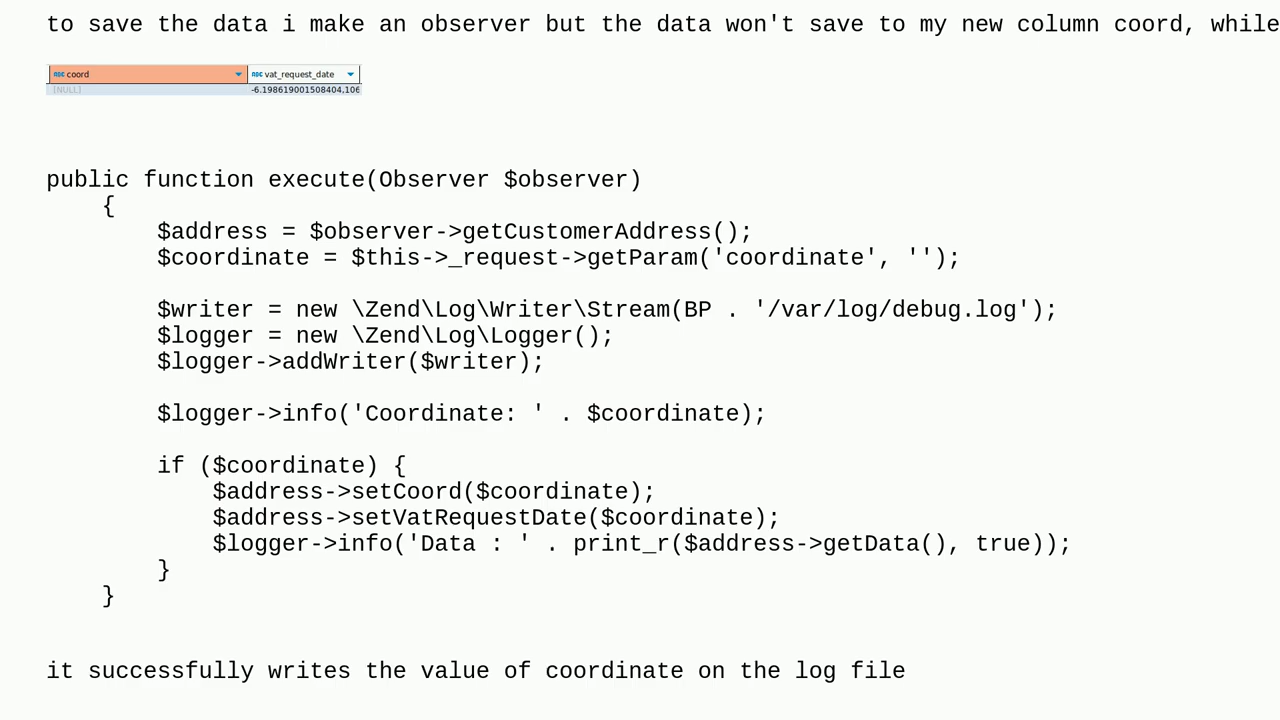 to save the data i make an observer but the data won't save to my new column coord, while
ABC coord ABC vat_request_date
[NULL] -6.198619001508404,106
public function execute(Observer $observer)
{
$address = $observer->getCustomerAddress();
$coordinate = $this->_request->getParam('coordinate', '');
$writer = new \Zend\Log\Writer\Stream(BP . '/var/log/debug.log');
$logger = new \Zend\Log\Logger();
$logger->addWriter($writer);
$logger->info('Coordinate: ' . $coordinate);
if ($coordinate) {
$address->setCoord($coordinate);
$address->setVatRequestDate($coordinate);
$logger->info('Data : ' . print_r($address->getData(), true));
}
}
it successfully writes the value of coordinate on the log file